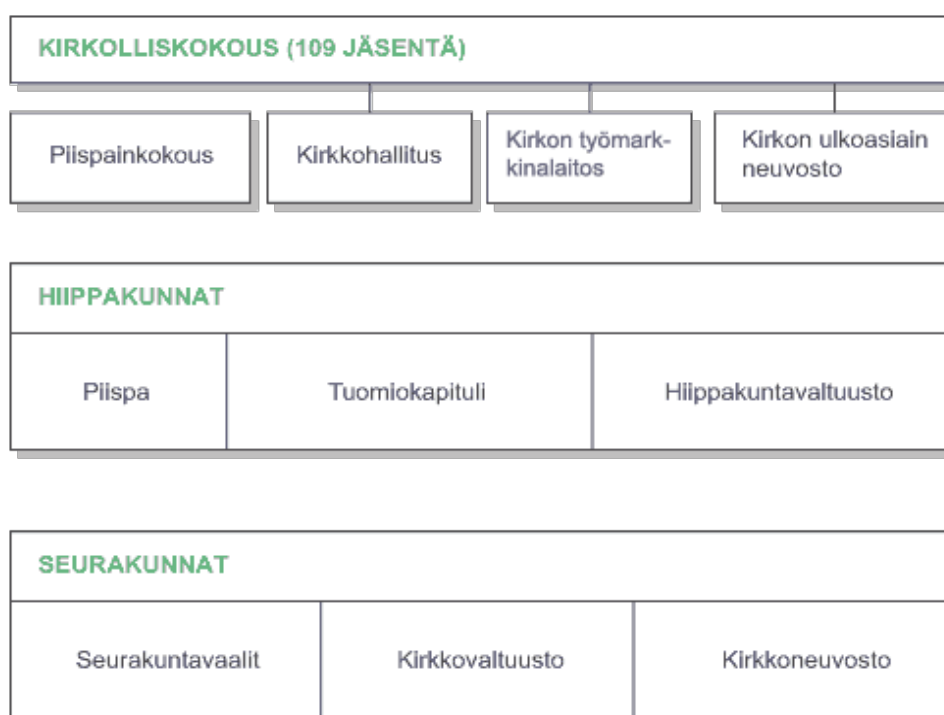 KIRKOLLISKOKOUS (109 JÄSENTÄ)
Piispainkokous
Kirkkohallitus
Kirkon työmark-
kinalaitos
Kirkon ulkoasiain
neuvosto
HIIPPAKUNNAT
Piispa
Tuomiokapituli
Hiippakuntavaltuusto
SEURAKUNNAT
Seurakuntavaalit
Kirkkovaltuusto
Kirkkoneuvosto